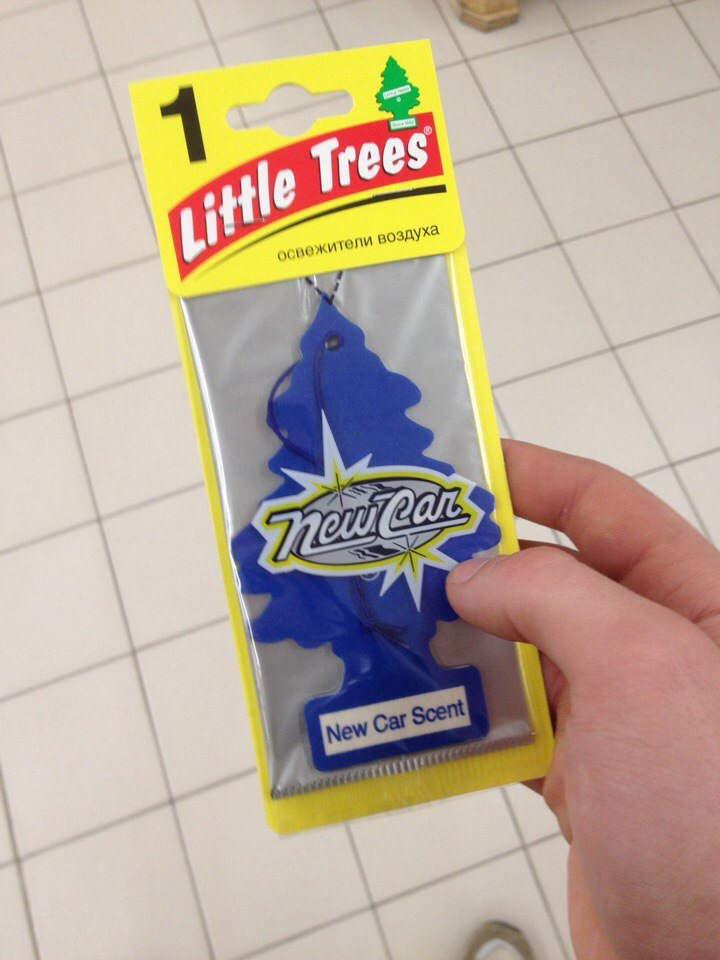 1
Little Trees®
освежители воздуха
New Car
New Car Scent